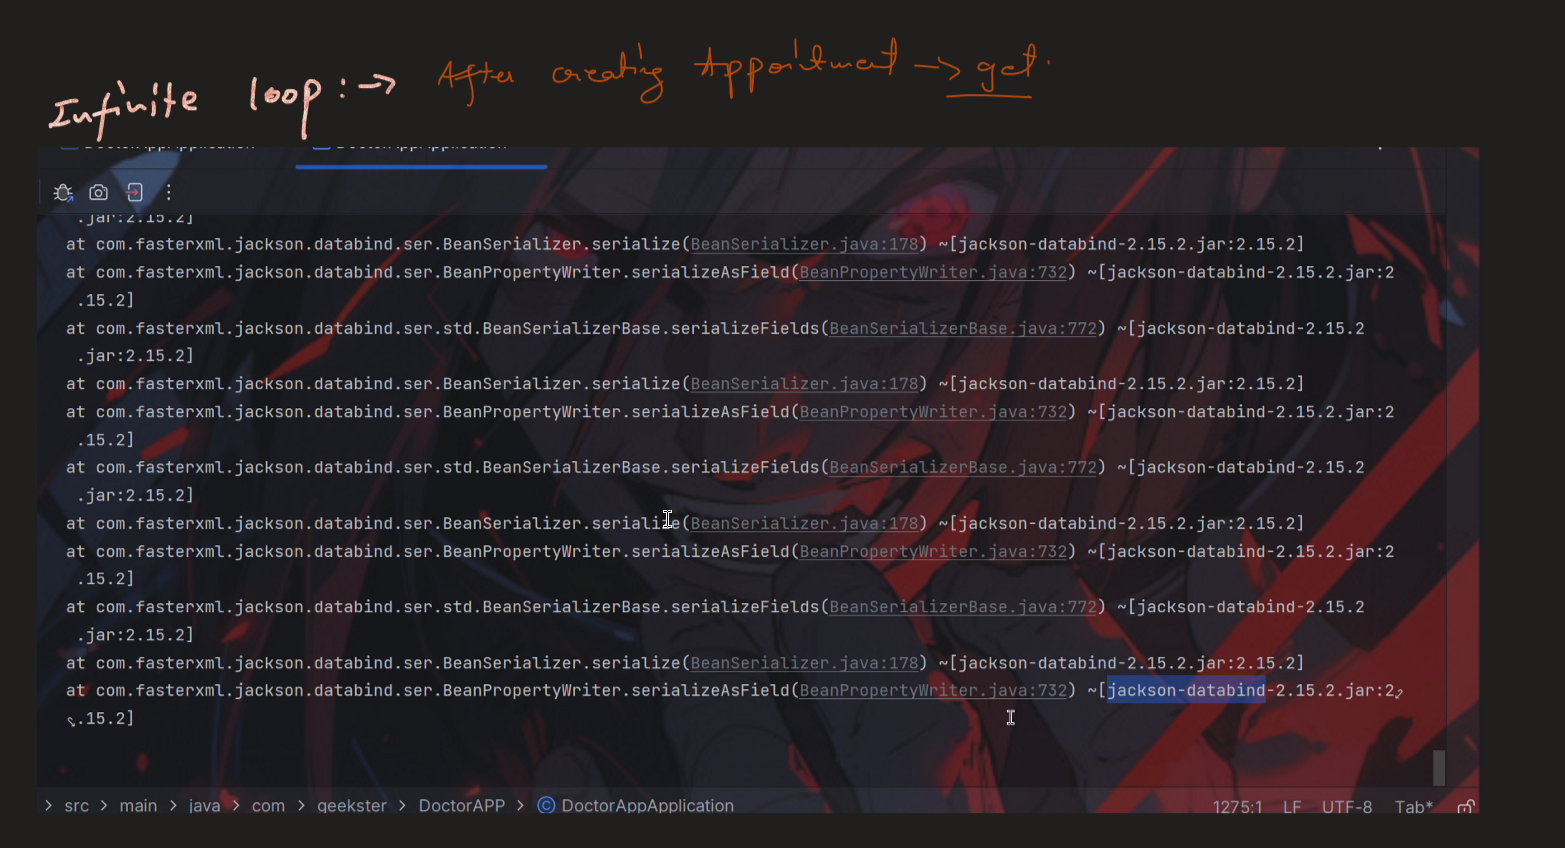 Infinite loop :→ After creating Appointment → get.
.jar:2.15.2]
at com.fasterxml.jackson.databind.ser.BeanSerializer.serialize(BeanSerializer.java:178) ~[jackson-databind-2.15.2.jar:2.15.2]
at com.fasterxml.jackson.databind.ser.BeanPropertyWriter.serializeAsField(BeanPropertyWriter.java:732) ~[jackson-databind-2.15.2.jar:2
.15.2]
at com.fasterxml.jackson.databind.ser.std.BeanSerializerBase.serializeFields(BeanSerializerBase.java:772) ~[jackson-databind-2.15.2
.jar:2.15.2]
at com.fasterxml.jackson.databind.ser.BeanSerializer.serialize(BeanSerializer.java:178) ~[jackson-databind-2.15.2.jar:2.15.2]
at com.fasterxml.jackson.databind.ser.BeanPropertyWriter.serializeAsField(BeanPropertyWriter.java:732) ~[jackson-databind-2.15.2.jar:2
.15.2]
at com.fasterxml.jackson.databind.ser.std.BeanSerializerBase.serializeFields(BeanSerializerBase.java:772) ~[jackson-databind-2.15.2
.jar:2.15.2]
at com.fasterxml.jackson.databind.ser.BeanSerializer.serialize(BeanSerializer.java:178) ~[jackson-databind-2.15.2.jar:2.15.2]
at com.fasterxml.jackson.databind.ser.BeanPropertyWriter.serializeAsField(BeanPropertyWriter.java:732) ~[jackson-databind-2.15.2.jar:2
.15.2]
at com.fasterxml.jackson.databind.ser.std.BeanSerializerBase.serializeFields(BeanSerializerBase.java:772) ~[jackson-databind-2.15.2
.jar:2.15.2]
at com.fasterxml.jackson.databind.ser.BeanSerializer.serialize(BeanSerializer.java:178) ~[jackson-databind-2.15.2.jar:2.15.2]
at com.fasterxml.jackson.databind.ser.BeanPropertyWriter.serializeAsField(BeanPropertyWriter.java:732) ~[jackson-databind-2.15.2.jar:2
.15.2]
> src > main > java > com > geekster > DoctorAPP > DoctorAppApplication 1275:1 LF UTF-8 Tab*